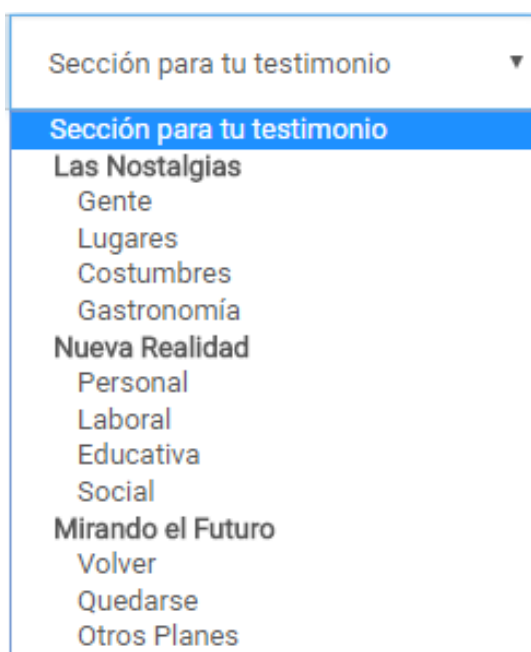 Sección para tu testimonio ▼
Sección para tu testimonio
Las Nostalgias
Gente
Lugares
Costumbres
Gastronomía
Nueva Realidad
Personal
Laboral
Educativa
Social
Mirando el Futuro
Volver
Quedarse
Otros Planes